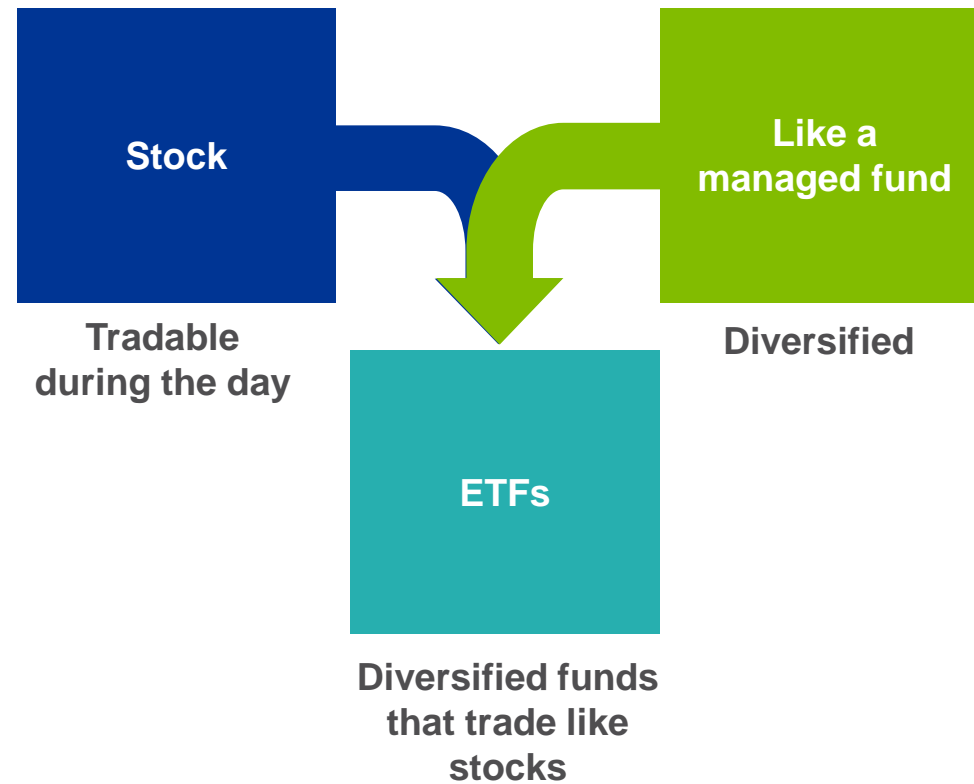 Stock
Like a
managed fund
Tradable
during the day
Diversified
ETFs
Diversified funds
that trade like
stocks